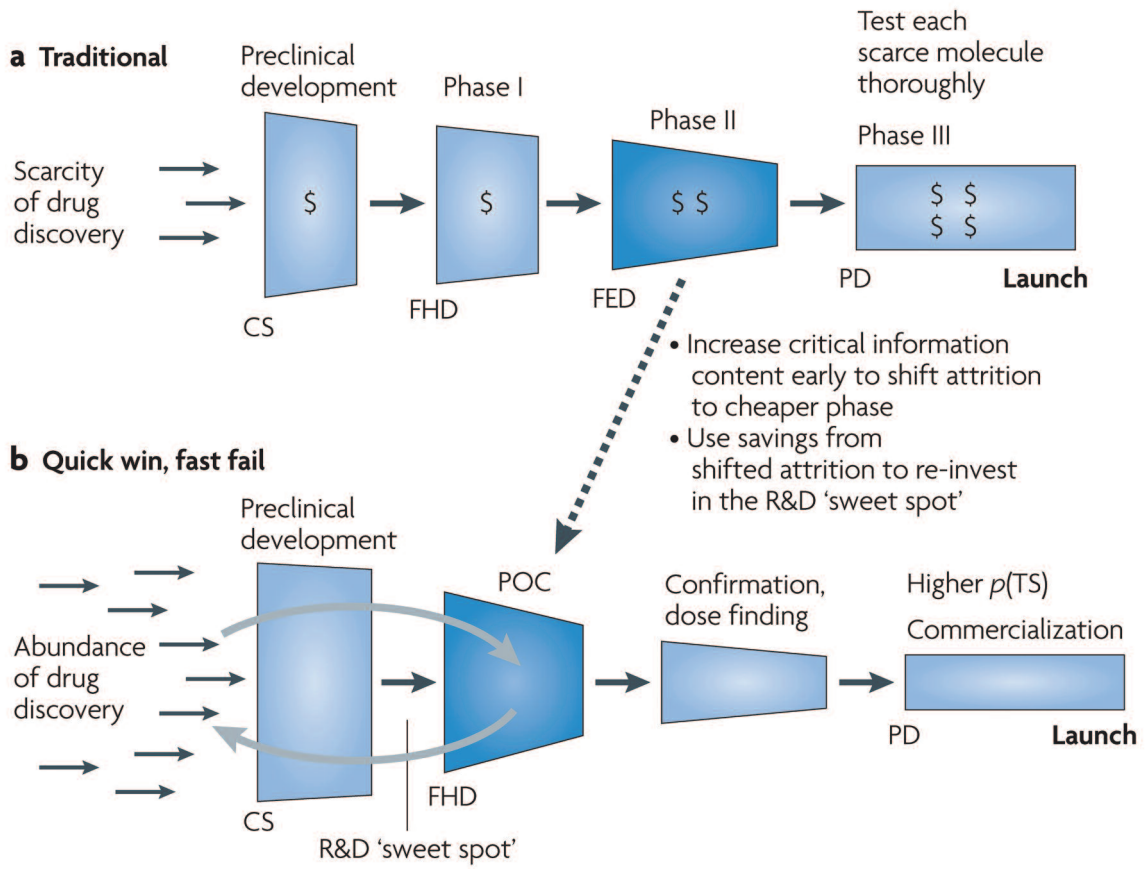 a Traditional
Preclinical
development
Phase I
Phase II
Test each
scarce molecule
thoroughly
Phase III
Scarcity
of drug
discovery
$
$
$ $
$ $
$ $
CS
FHD
FED
PD
Launch
• Increase critical information
content early to shift attrition
to cheaper phase
• Use savings from
shifted attrition to re-invest
in the R&D ‘sweet spot’
b Quick win, fast fail
Preclinical
development
POC
Confirmation,
dose finding
Higher p(TS)
Commercialization
Abundance
of drug
discovery
CS
FHD
PD
Launch
R&D ‘sweet spot’